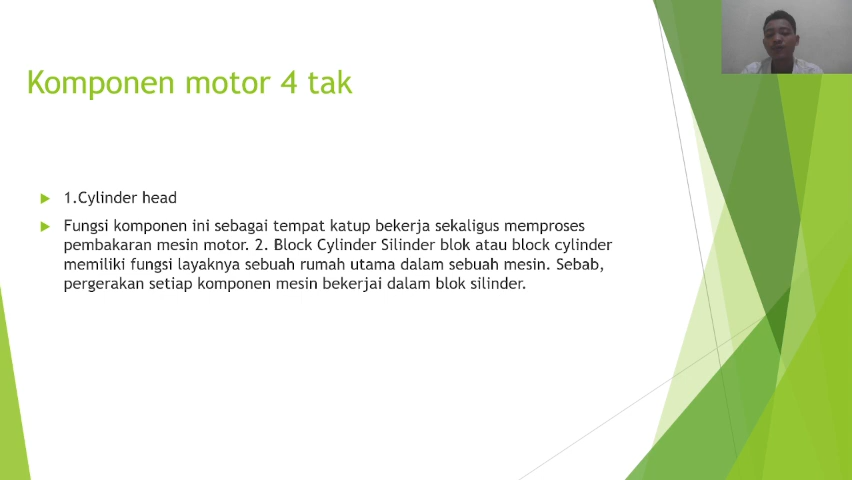 Komponen motor 4 tak
1.Cylinder head
Fungsi komponen ini sebagai tempat katup bekerja sekaligus memproses
pembakaran mesin motor. 2. Block Cylinder Silinder blok atau block cylinder
memiliki fungsi layaknya sebuah rumah utama dalam sebuah mesin. Sebab,
pergerakan setiap komponen mesin bekerjai dalam blok silinder.